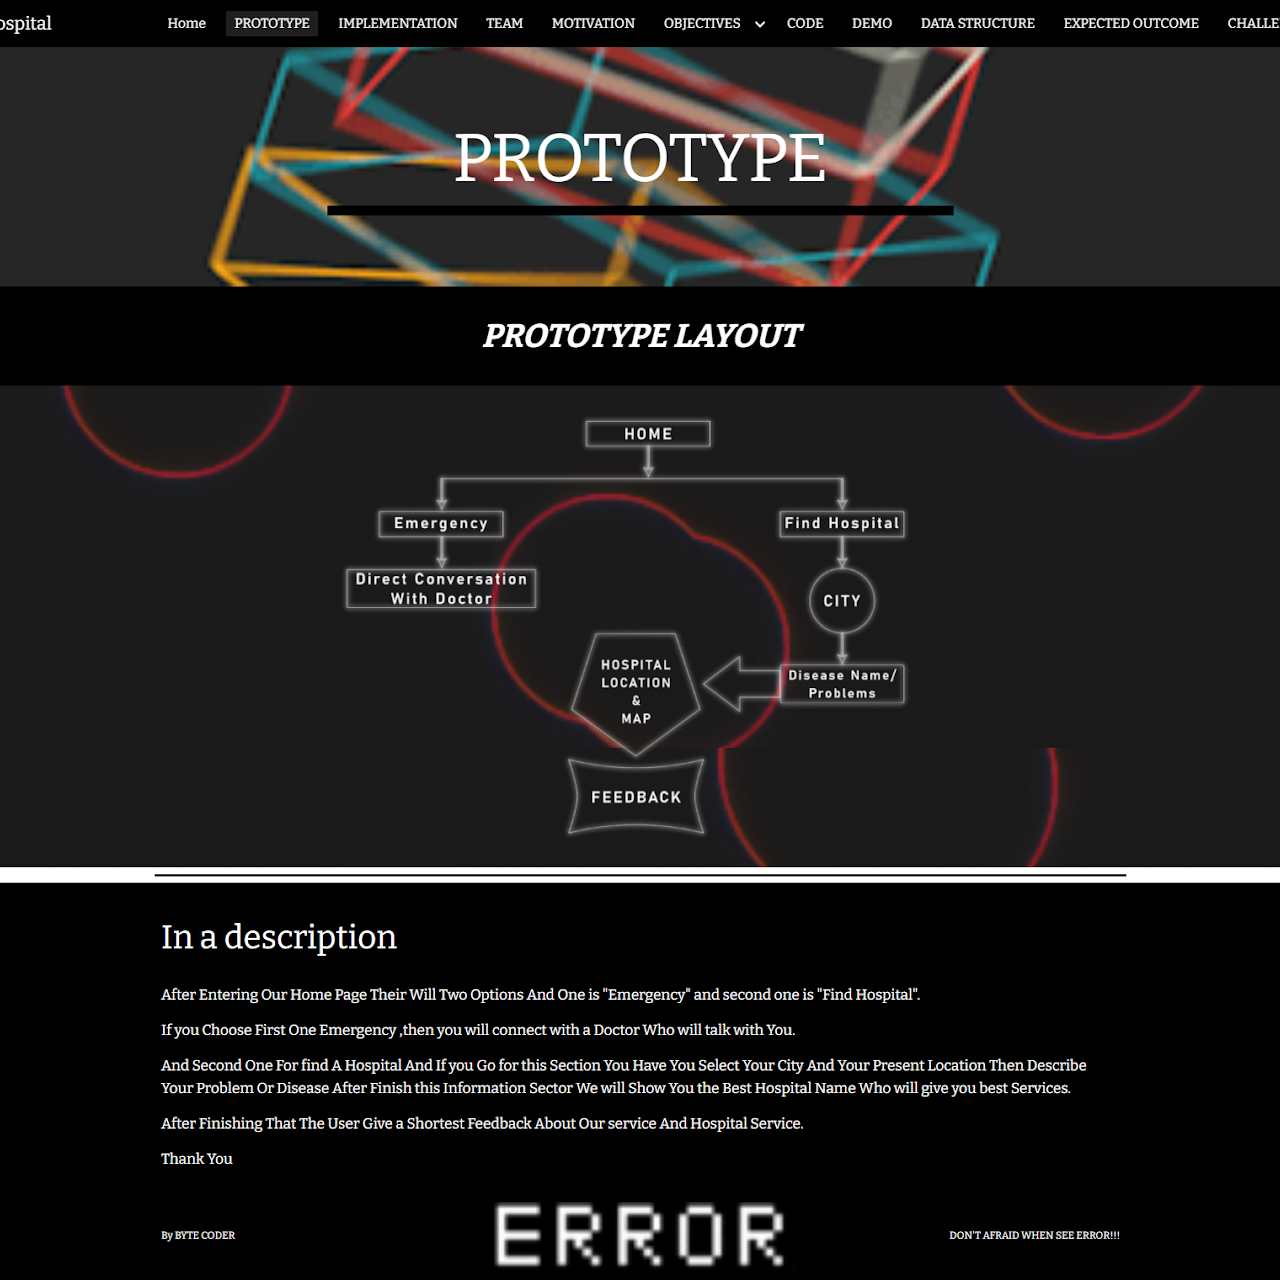 ospital
Home PROTOTYPE IMPLEMENTATION TEAM MOTIVATION OBJECTIVES CODE DEMO DATA STRUCTURE EXPECTED OUTCOME CHALLE
PROTOTYPE
PROTOTYPE LAYOUT
HOME
Emergency
Find Hospital
Direct Conversation
With Doctor
CITY
HOSPITAL
LOCATION
&
MAP
Disease Name/
Problems
FEEDBACK
In a description
After Entering Our Home Page Their Will Two Options And One is "Emergency" and second one is "Find Hospital".
If you Choose First One Emergency ,then you will connect with a Doctor Who will talk with You.
And Second One For find A Hospital And If you Go for this Section You Have You Select Your City And Your Present Location Then Describe
Your Problem Or Disease After Finish this Information Sector We will Show You the Best Hospital Name Who will give you best Services.
After Finishing That The User Give a Shortest Feedback About Our service And Hospital Service.
Thank You
By BYTE CODER
ERROR
DON'T AFRAID WHEN SEE ERROR!!!